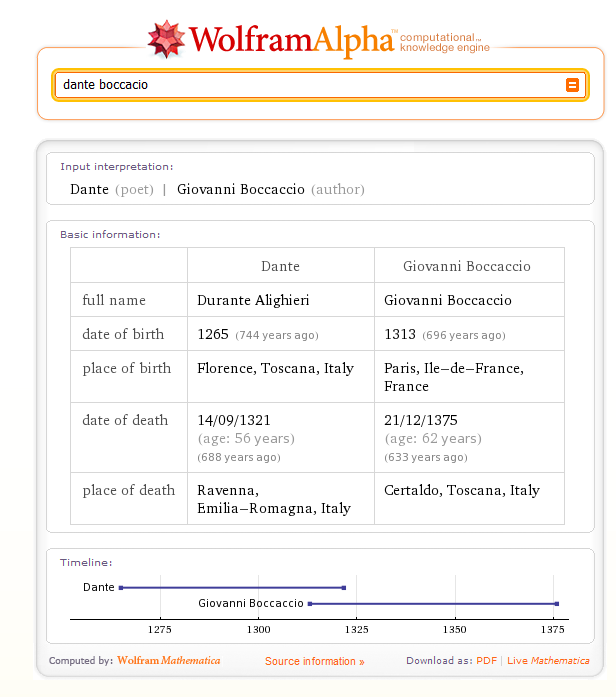 WolframAlpha™ computational™
knowledge engine
dante boccacio
Input interpretation:
Dante (poet) | Giovanni Boccaccio (author)
Basic information:
Dante Giovanni Boccaccio
full name Durante Alighieri Giovanni Boccaccio
date of birth 1265 (744 years ago) 1313 (696 years ago)
place of birth Florence, Toscana, Italy Paris, Ile-de-France,
France
date of death 14/09/1321 21/12/1375
(age: 56 years) (age: 62 years)
(688 years ago) (633 years ago)
place of death Ravenna, Certaldo, Toscana, Italy
Emilia-Romagna, Italy
Timeline:
Dante
Giovanni Boccaccio
1275 1300 1325 1350 1375
Computed by: Wolfram Mathematica Source information » Download as: PDF | Live Mathematica